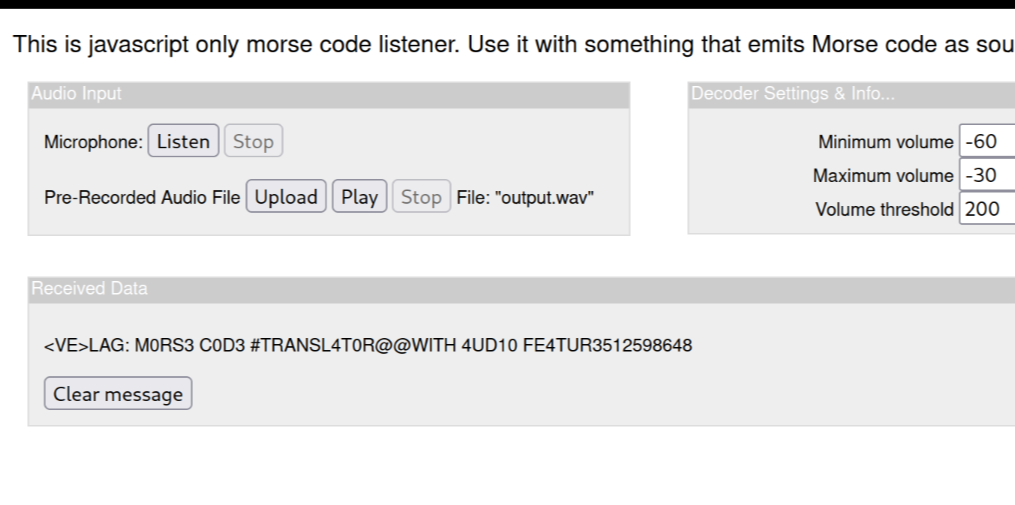 This is javascript only morse code listener. Use it with something that emits Morse code as sou
Audio Input
Microphone: Listen Stop
Pre-Recorded Audio File Upload Play Stop File: "output.wav"
Decoder Settings & Info...
Minimum volume -60
Maximum volume -30
Volume threshold 200
Received Data
<VE>LAG: M0RS3 C0D3 #TRANSL4T0R@@WITH 4UD10 FE4TUR3512598648
Clear message